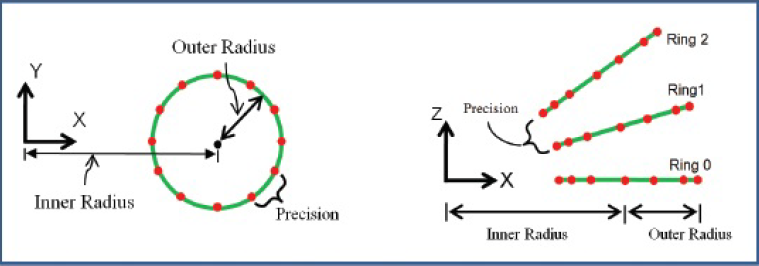 Outer Radius
Y
X
Inner Radius
Precision
Ring 2
Ring1
Precision
Z
Ring 0
X
Inner Radius
Outer Radius